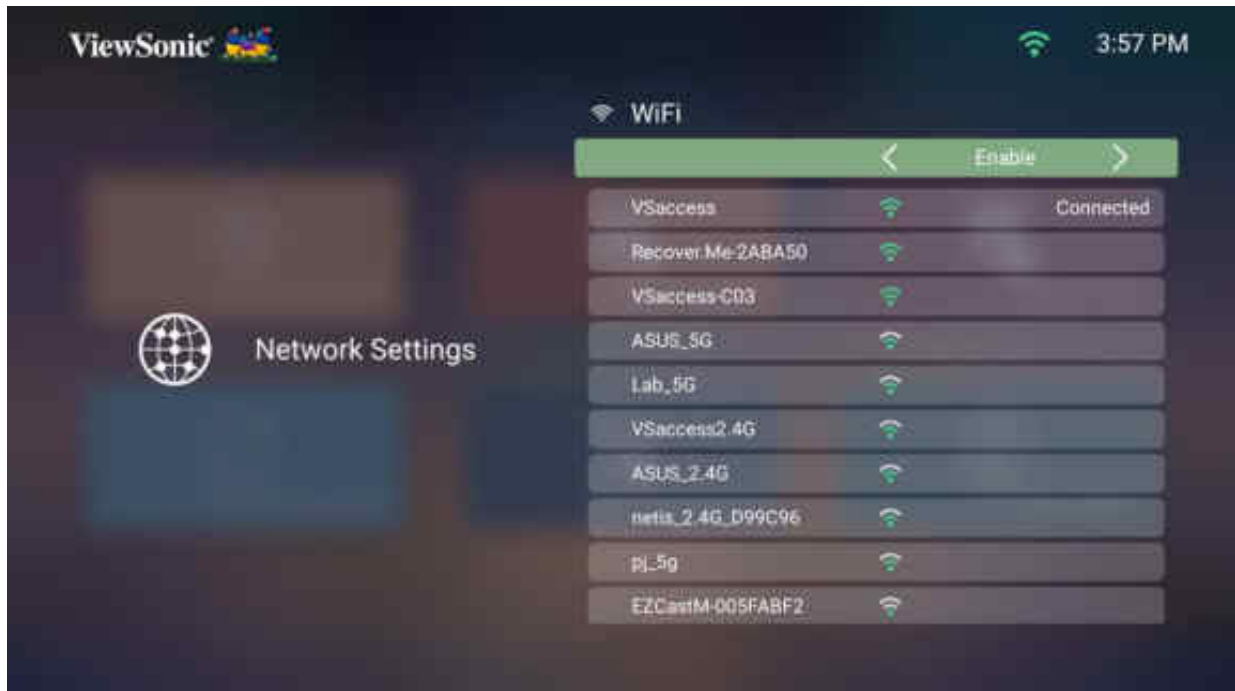 ViewSonic
3:57 PM
WiFi
Enable
VSaccess Connected
Recover.Me-2ABA50
VSaccess-C03
ASUS_5G
Network Settings
Lab_5G
VSaccess2.4G
ASUS_2.4G
netis_2.4G_D99C96
pj_5g
EZCastM-005FABF2